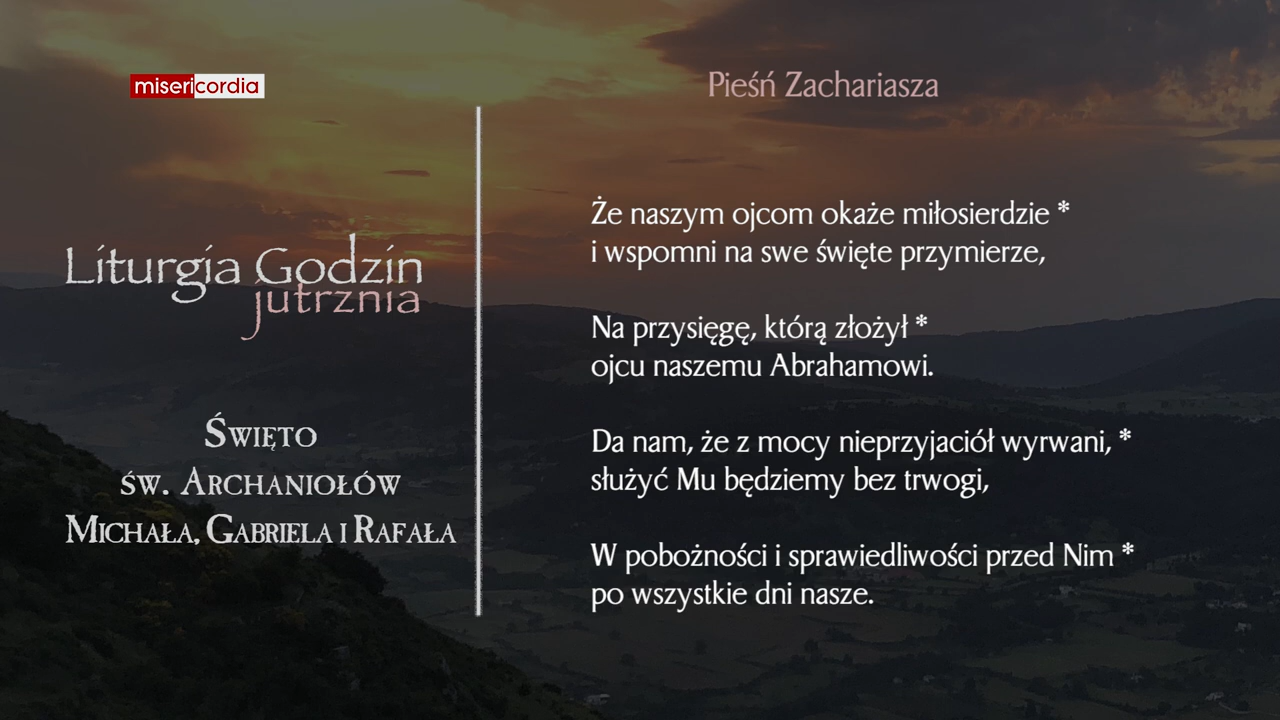 misericordia
Liturgia Godzin
jutrznia
Święto
św. Archaniołów
Michała, Gabriela i Rafała
Pieśń Zachariasza
Że naszym ojcom okaże miłosierdzie *
i wspomni na swe święte przymierze,
Na przysięgę, którą złożył *
ojcu naszemu Abrahamowi.
Da nam, że z mocy nieprzyjaciół wyrwani, *
służyć Mu będziemy bez trwogi,
W pobożności i sprawiedliwości przed Nim *
po wszystkie dni nasze.